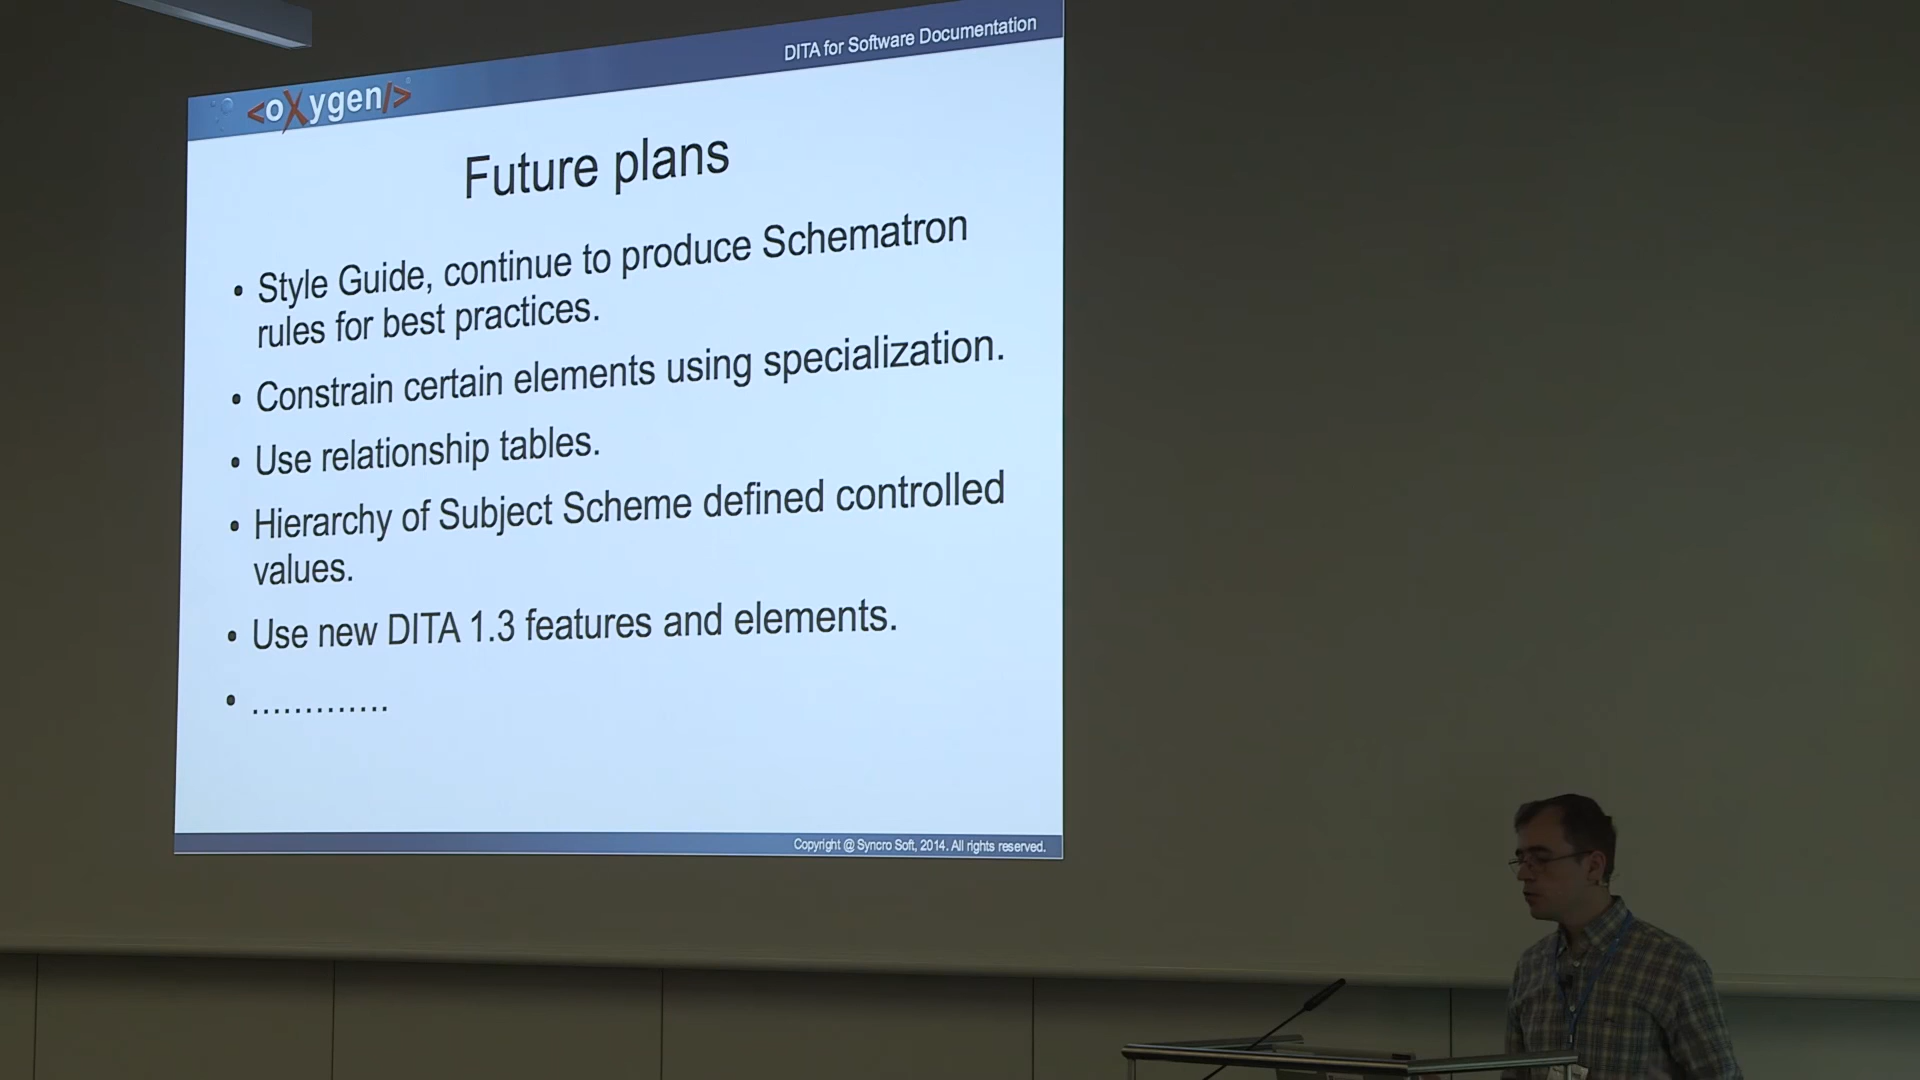 DITA for Software Documentation
<oXygen/>
Future plans
• Style Guide, continue to produce Schematron
rules for best practices.
• Constrain certain elements using specialization.
• Use relationship tables.
• Hierarchy of Subject Scheme defined controlled
values.
• Use new DITA 1.3 features and elements.
• .............
Copyright @ Syncro Soft, 2014. All rights reserved.